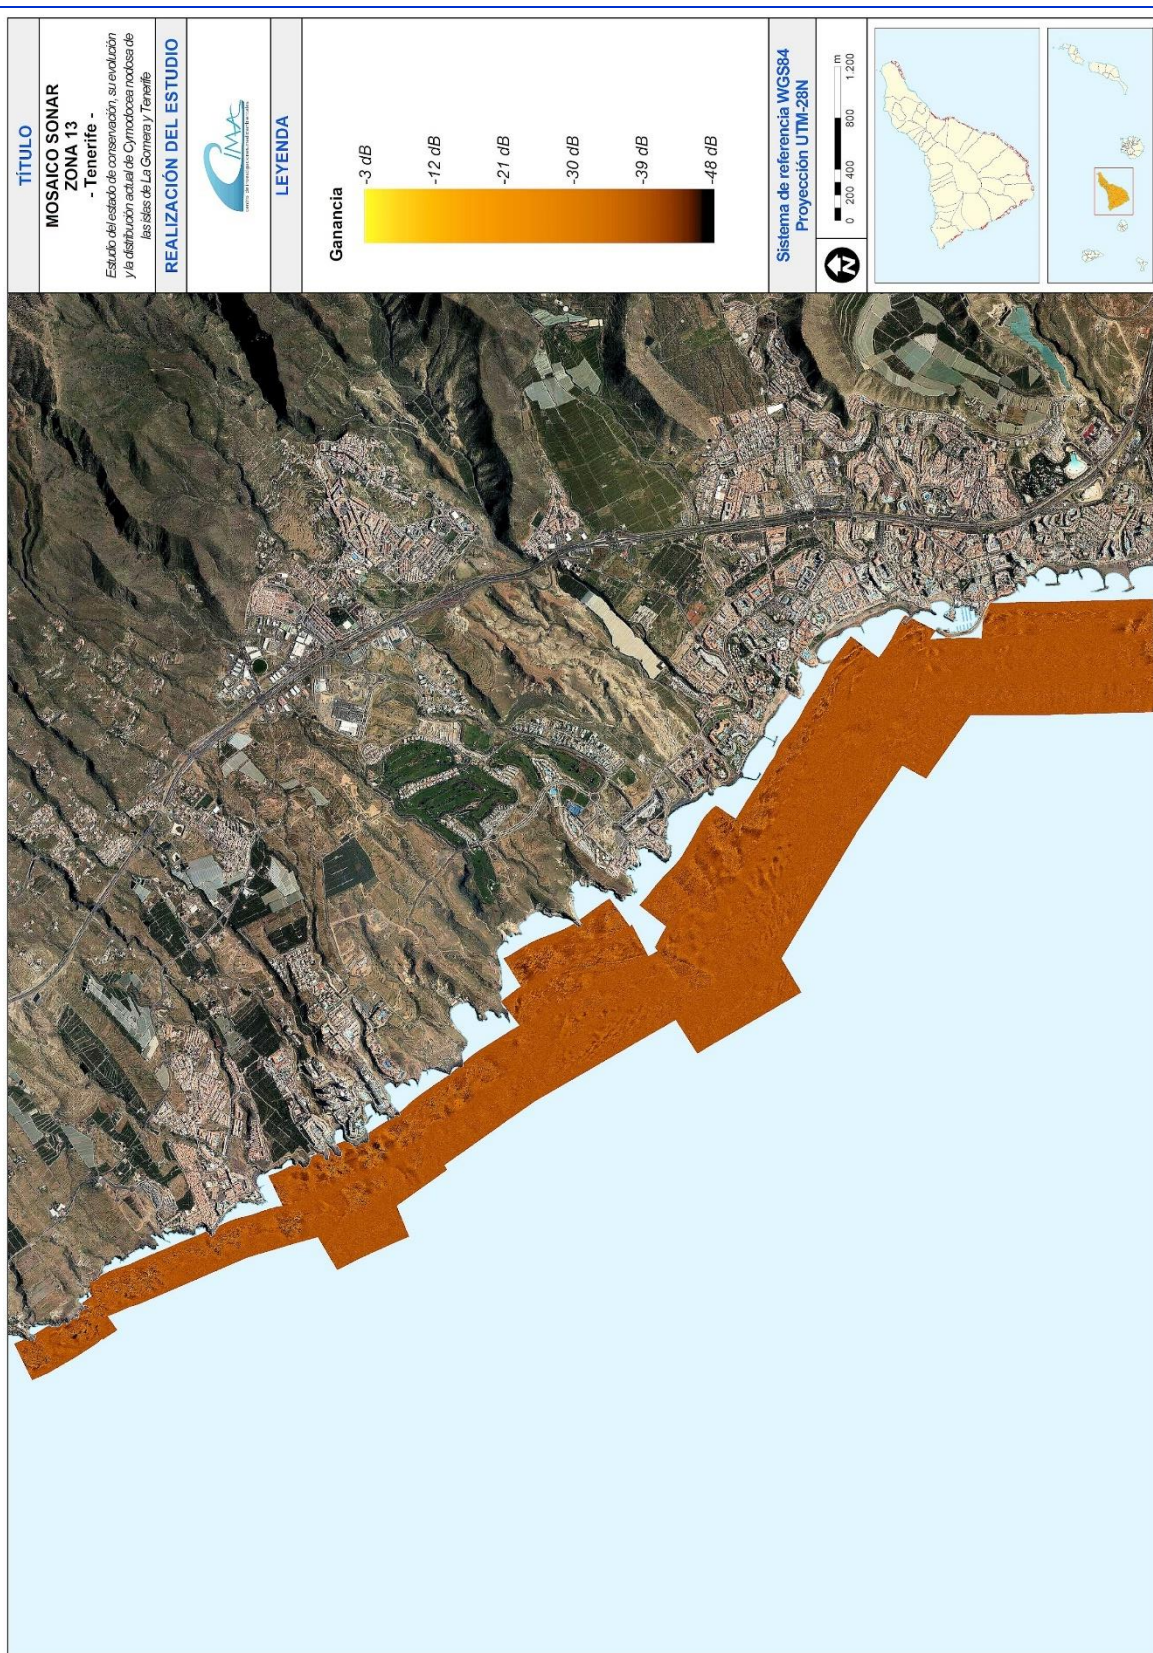 TÍTULO
MOSAICO SONAR
ZONA 13
- Tenerife -
Estudio del estado de conservación, su evolución
y la distribución actual de Cymodocea nodosa de
las islas de La Gomera y Tenerife
REALIZACIÓN DEL ESTUDIO
CIMA
LEYENDA
Ganancia
-3 dB
-12 dB
-21 dB
-30 dB
-39 dB
-48 dB
Sistema de referencia WGS84
Proyección UTM-28N
N
m
0 200 400 800 1.200